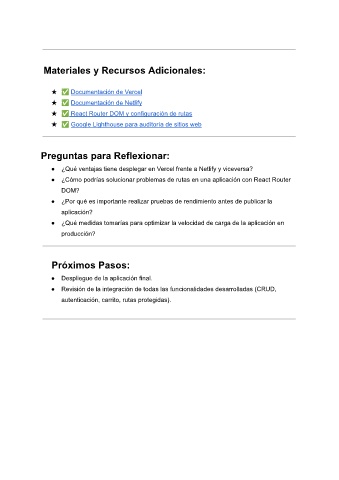 Materiales y Recursos Adicionales:
★ ✅ Documentación de Vercel
★ ✅ Documentación de Netlify
★ ✅ React Router DOM y configuración de rutas
★ ✅ Google Lighthouse para auditoría de sitios web
Preguntas para Reflexionar:
● ¿Qué ventajas tiene desplegar en Vercel frente a Netlify y viceversa?
● ¿Cómo podrías solucionar problemas de rutas en una aplicación con React Router
DOM?
● ¿Por qué es importante realizar pruebas de rendimiento antes de publicar la
aplicación?
● ¿Qué medidas tomarías para optimizar la velocidad de carga de la aplicación en
producción?
Próximos Pasos:
● Despliegue de la aplicación final.
● Revisión de la integración de todas las funcionalidades desarrolladas (CRUD,
autenticación, carrito, rutas protegidas).